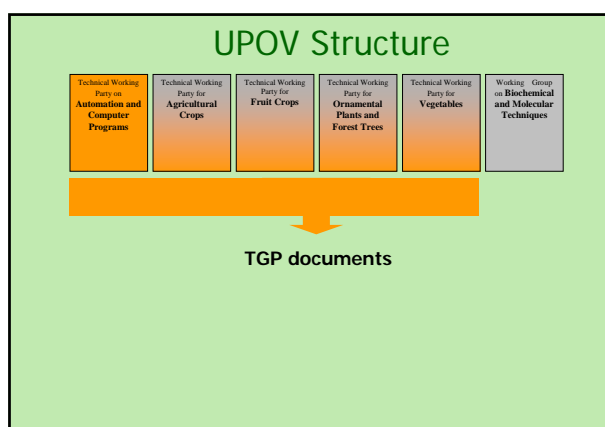 UPOV Structure
Technical Working
Party on
Automation and
Computer
Programs
Technical Working
Party for
Agricultural
Crops
Technical Working
Party for
Fruit Crops
Technical Working
Party for
Ornamental
Plants and
Forest Trees
Technical Working
Party for
Vegetables
Working Group
on Biochemical
and Molecular
Techniques
TGP documents